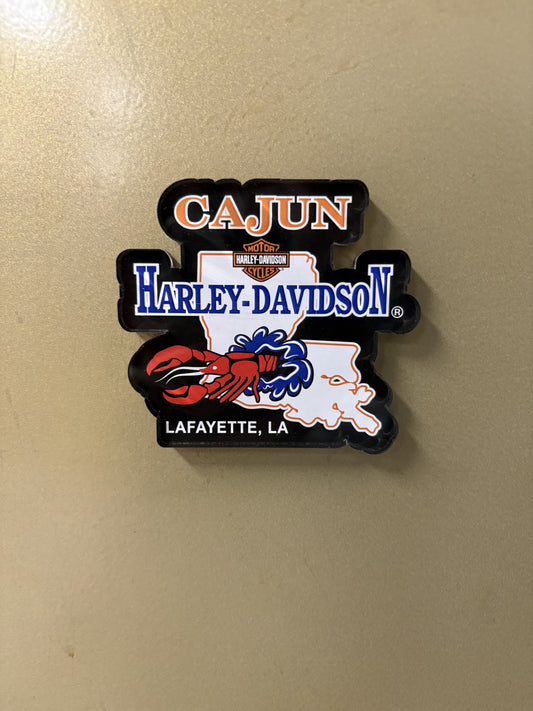 CAJUN
MOTOR
HARLEY-DAVIDSON
CYCLES
HARLEY-DAVIDSON®
LAFAYETTE, LA